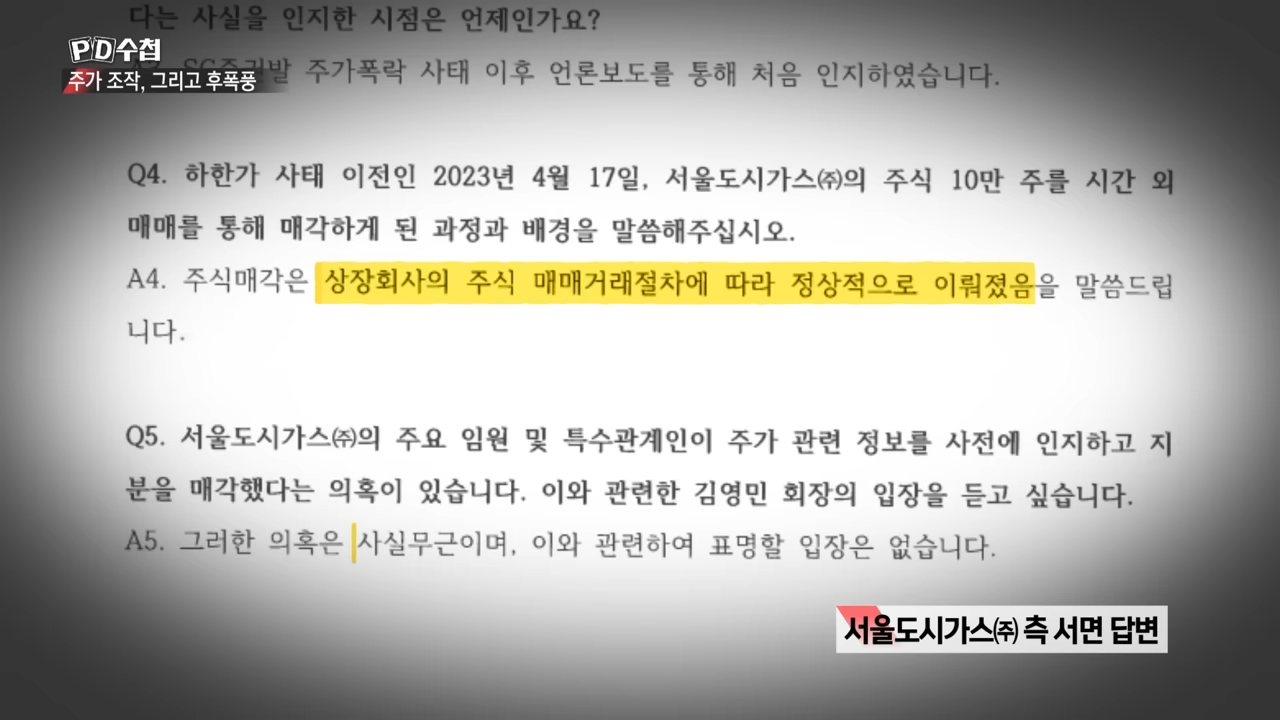 다는 사실을 인지한 시점은 언제인가요?
PD수첩
주가 조작, 그리고 후폭풍
주가폭락 사태 이후 언론보도를 통해 처음 인지하였습니다.
Q4. 하한가 사태 이전인 2023년 4월 17일, 서울도시가스㈜의 주식 10만 주를 시간 외
매매를 통해 매각하게 된 과정과 배경을 말씀해주십시오.
A4. 주식매각은 상장회사의 주식 매매거래절차에 따라 정상적으로 이뤄졌음을 말씀드립
니다.
Q5. 서울도시가스㈜의 주요 임원 및 특수관계인이 주가 관련 정보를 사전에 인지하고 지
분을 매각했다는 의혹이 있습니다. 이와 관련한 김영민 회장의 입장을 듣고 싶습니다.
A5. 그러한 의혹은 사실무근이며, 이와 관련하여 표명할 입장은 없습니다.
서울도시가스㈜ 측 서면 답변